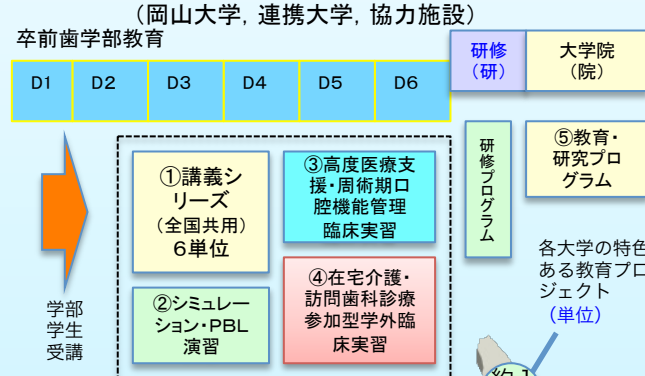 (岡山大学, 連携大学, 協力施設)
卒前歯学部教育
D1 D2 D3 D4 D5 D6
研修
(研)
大学院
(院)
①講義シ
リーズ
(全国共用)
6単位
③高度医療支
援・周術期口
腔機能管理
臨床実習
研修プログラム
⑤教育・
研究プロ
グラム
②シミュレー
ション・PBL
演習
④在宅介護・
訪問歯科診療
参加型学外臨
床実習
学部
学生
受講
各大学の特色
ある教育プロ
ジェクト
(単位)